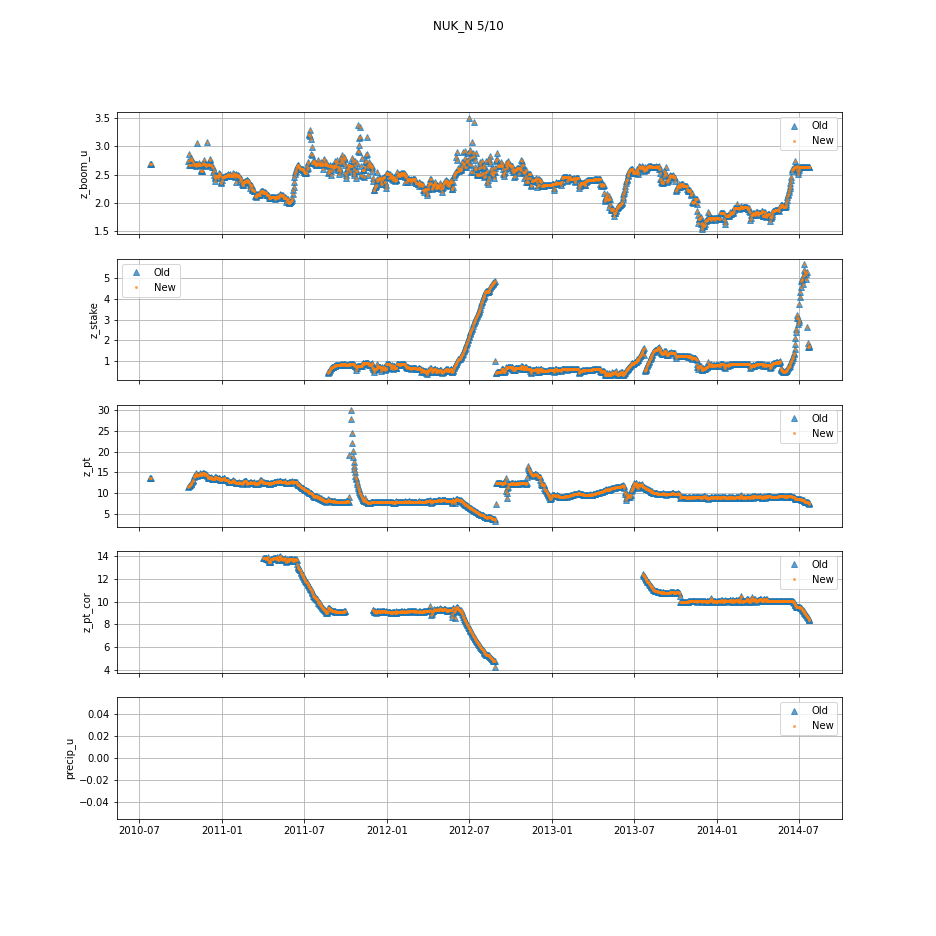 NUK_N 5/10
3.5
3.0
2.5
2.0
1.5
z_boom_u
Old
New
5
4
3
2
1
z_stake
Old
New
30
25
20
15
10
5
z_pt
Old
New
14
12
10
8
6
4
z_pt_cor
Old
New
0.04
0.02
0.00
−0.02
−0.04
precip_u
Old
New
2010-07 2011-01 2011-07 2012-01 2012-07 2013-01 2013-07 2014-01 2014-07